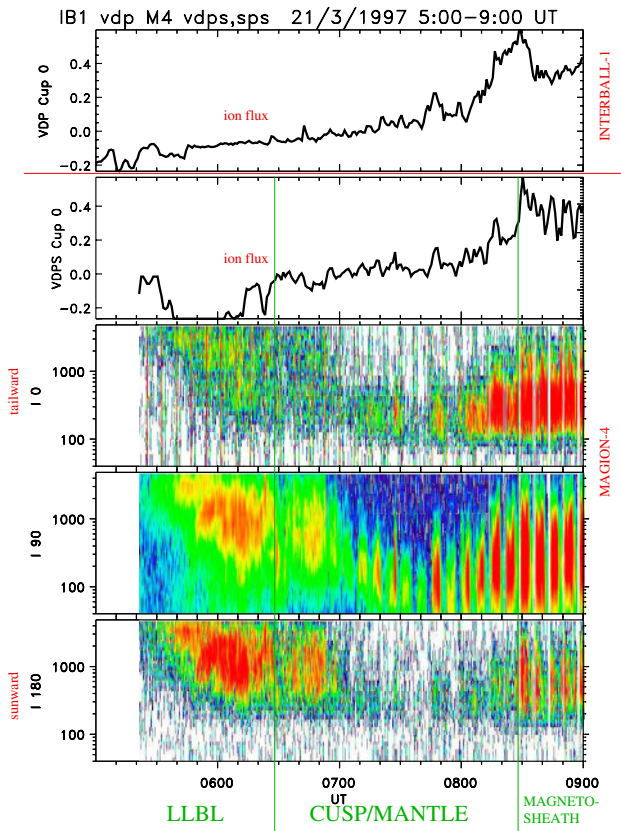 IB1 vdp M4 vdps,sps 21/3/1997 5:00-9:00 UT
0.4
0.2
0.0
-0.2
VDP Cup 0
ion flux
INTERBALL-1
0.4
0.2
0.0
-0.2
VDPS Cup 0
ion flux
1000
100
tailward
I 0
MAGION-4
1000
100
I 90
1000
100
sunward
I 180
0600
0700
0800
0900
UT
LLBL
CUSP/MANTLE
MAGNETO-
SHEATH